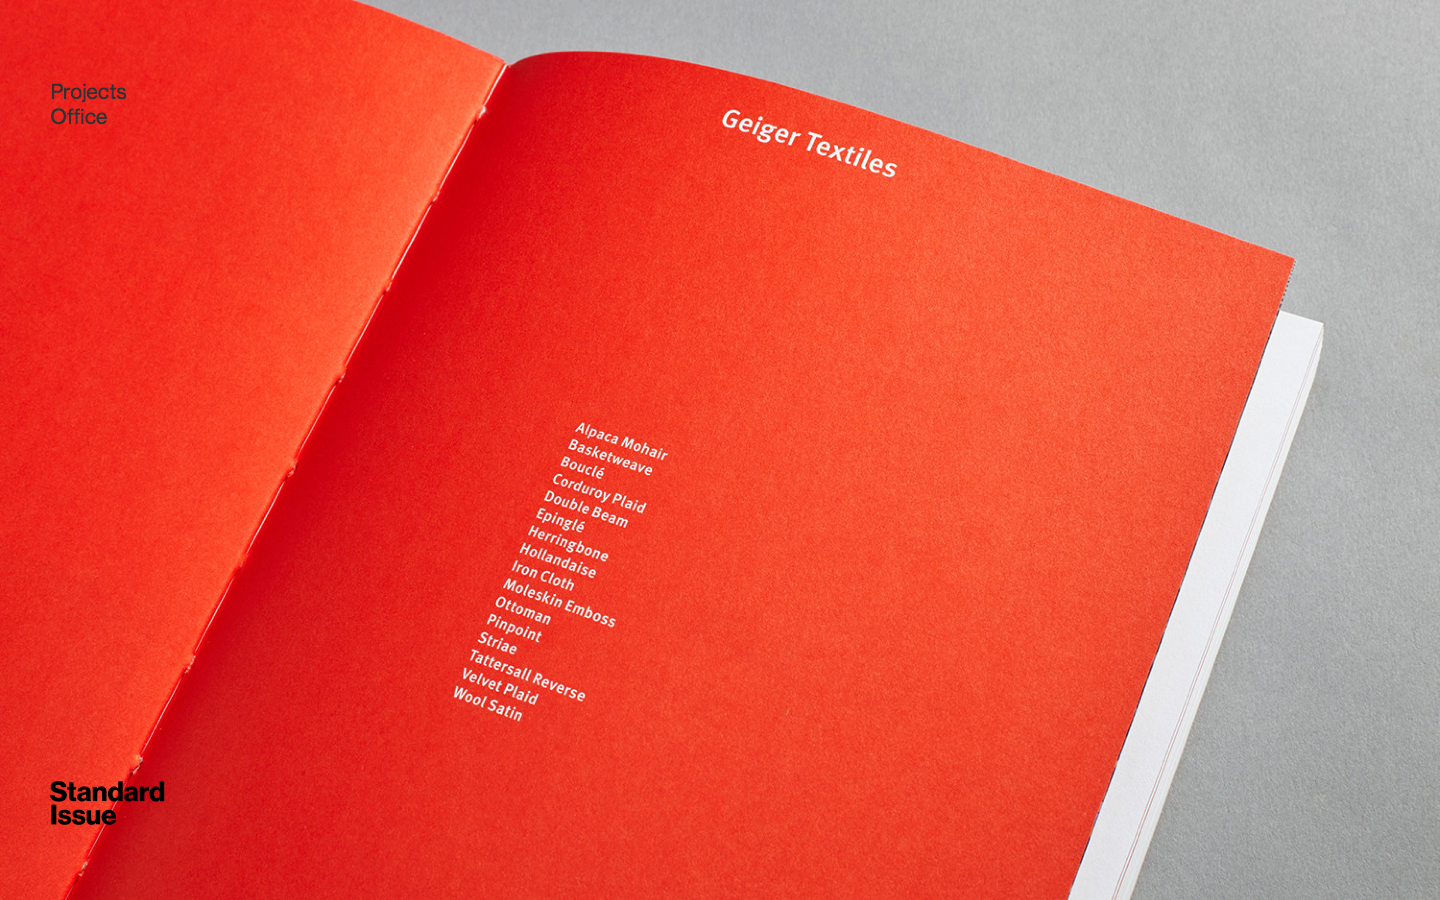 Projects
Office
Geiger Textiles
Alpaca Mohair
Basketweave
Bouclé
Corduroy Plaid
Double Beam
Epinglé
Herringbone
Hollandaise
Iron Cloth
Moleskin Emboss
Ottoman
Pinpoint
Striae
Tattersall Reverse
Velvet Plaid
Wool Satin
Standard
Issue